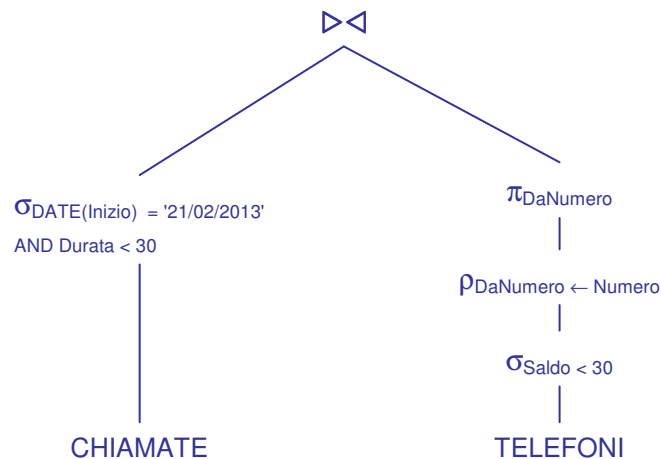 ⋈
σDATE(Inizio) = '21/02/2013'
AND Durata < 30
CHIAMATE
πDaNumero
ρDaNumero ← Numero
σSaldo < 30
TELEFONI